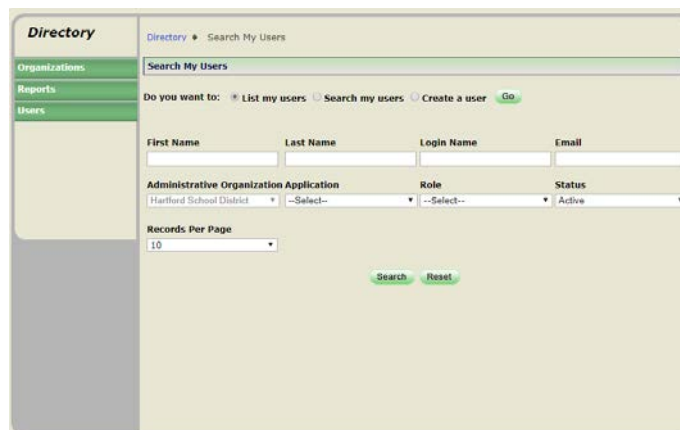 Directory
Directory Search My Users
Organizations
Reports
Users
Search My Users
Do you want to: List my users Search my users Create a user Go
First Name Last Name Login Name Email
Administrative Organization Application Role Status
Hartford School District --Select-- --Select-- Active
Records Per Page
10
Search Reset